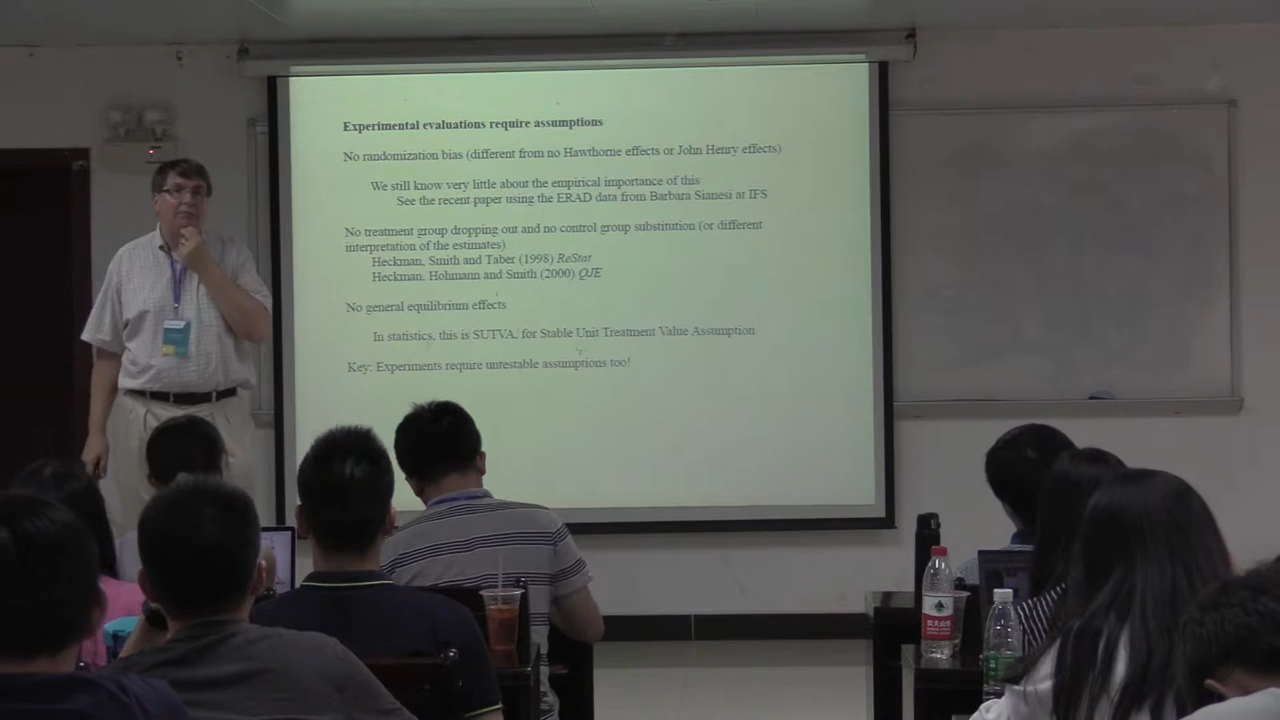 Experimental evaluations require assumptions
No randomization bias (different from no Hawthorne effects or John Henry effects)
We still know very little about the empirical importance of this
See the recent paper using the ERAD data from Barbara Sianesi at IFS
No treatment group dropping out and no control group substitution (or different
interpretation of the estimates)
Heckman, Smith and Taber (1998) ReStat
Heckman, Hohmann and Smith (2000) QJE
No general equilibrium effects
In statistics, this is SUTVA, for Stable Unit Treatment Value Assumption
Key: Experiments require untestable assumptions too!
农夫山泉